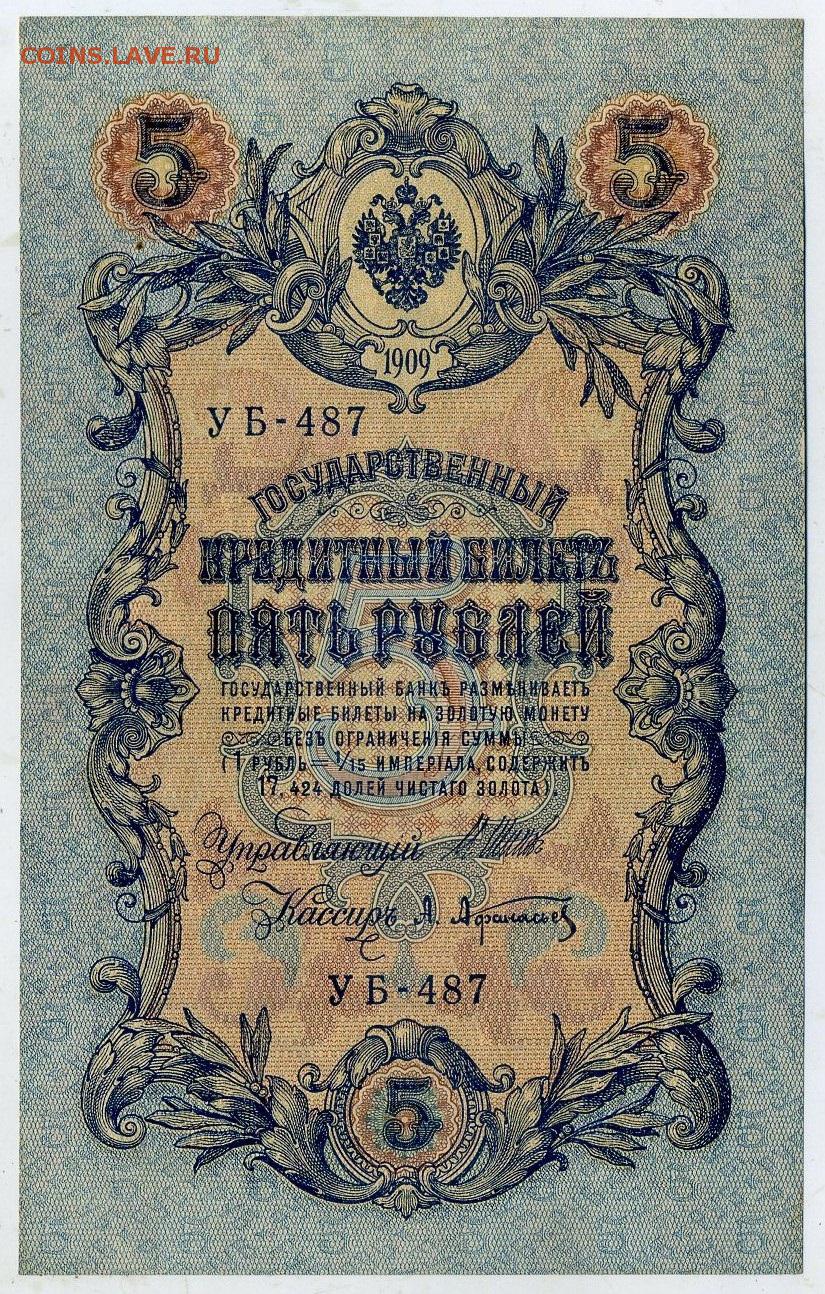 COINS.LAVE.RU
5 5
1909
УБ-487
ГОСУДАРСТВЕННЫЙ
КРЕДИТНЫЙ БИЛЕТЪ
ПЯТЬ РУБЛЕЙ
ГОСУДАРСТВЕННЫЙ БАНКЪ РАЗМѢНИВАЕТЪ
КРЕДИТНЫЕ БИЛЕТЫ НА ЗОЛОТУЮ МОНЕТУ
БЕЗЪ ОГРАНИЧЕНІЯ СУММЫ
(1 РУБЛЬ—1/15 ИМПЕРІАЛА, СОДЕРЖИТЪ
17,424 ДОЛЕЙ ЧИСТАГО ЗОЛОТА).
Управляющій
Кассиръ А. Афанасьев
УБ-487
5